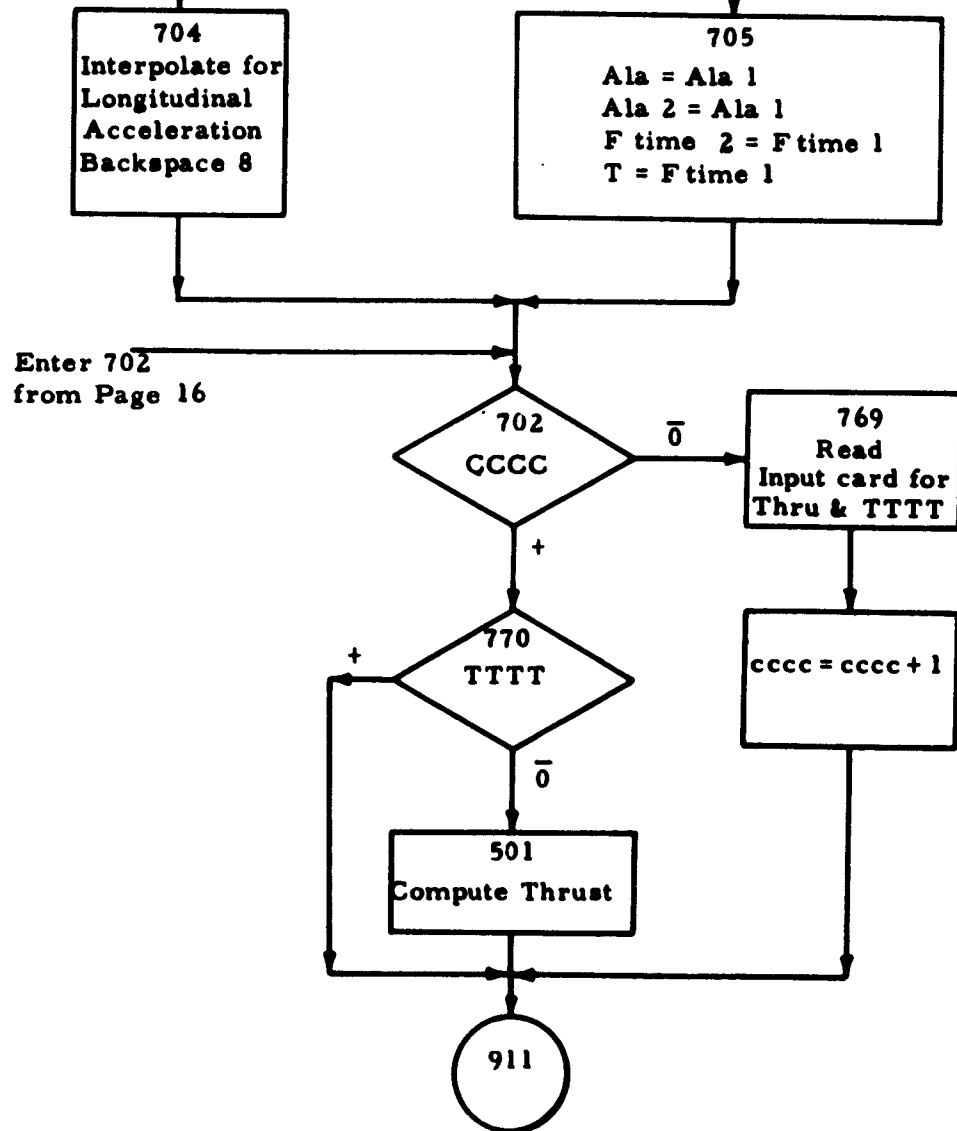 704
Interpolate for
Longitudinal
Acceleration
Backspace 8
705
Ala = Ala 1
Ala 2 = Ala 1
F time 2 = F time 1
T = F time 1
Enter 702
from Page 16
702
CCCC
0̅
+
769
Read
Input card for
Thru & TTTT
cccc = cccc + 1
770
TTTT
+
0̅
501
Compute Thrust
911